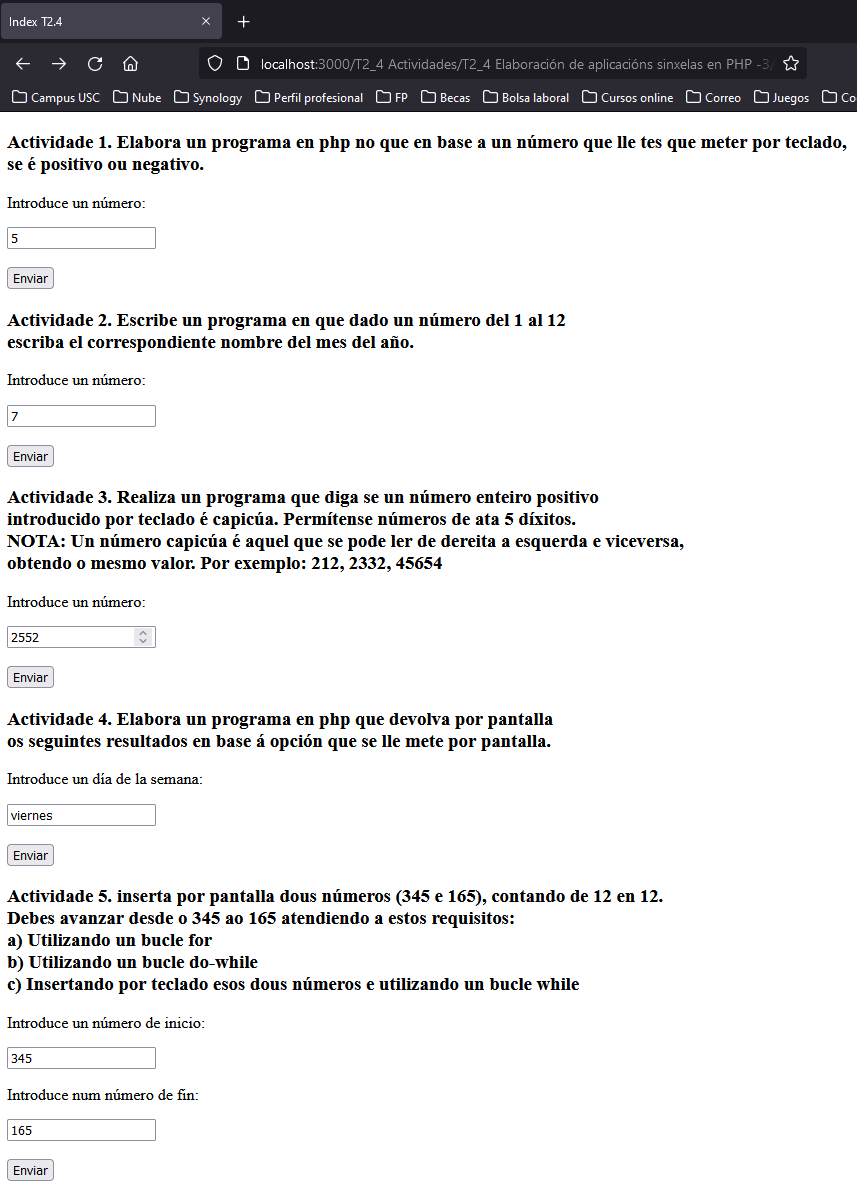 Index T2.4
localhost:3000/T2_4 Actividades/T2_4 Elaboración de aplicacións sinxelas en PHP -3/
Campus USC Nube Synology Perfil profesional FP Becas Bolsa laboral Cursos online Correo Juegos Co
Actividade 1. Elabora un programa en php no que en base a un número que lle tes que meter por teclado,
se é positivo ou negativo.
Introduce un número:
5
Enviar
Actividade 2. Escribe un programa en que dado un número del 1 al 12
escriba el correspondiente nombre del mes del año.
Introduce un número:
7
Enviar
Actividade 3. Realiza un programa que diga se un número enteiro positivo
introducido por teclado é capicúa. Permítense números de ata 5 díxitos.
NOTA: Un número capicúa é aquel que se pode ler de dereita a esquerda e viceversa,
obtendo o mesmo valor. Por exemplo: 212, 2332, 45654
Introduce un número:
2552
Enviar
Actividade 4. Elabora un programa en php que devolva por pantalla
os seguintes resultados en base á opción que se lle mete por pantalla.
Introduce un día de la semana:
viernes
Enviar
Actividade 5. inserta por pantalla dous números (345 e 165), contando de 12 en 12.
Debes avanzar desde o 345 ao 165 atendiendo a estos requisitos:
a) Utilizando un bucle for
b) Utilizando un bucle do-while
c) Insertando por teclado esos dous números e utilizando un bucle while
Introduce un número de inicio:
345
Introduce num número de fín:
165
Enviar